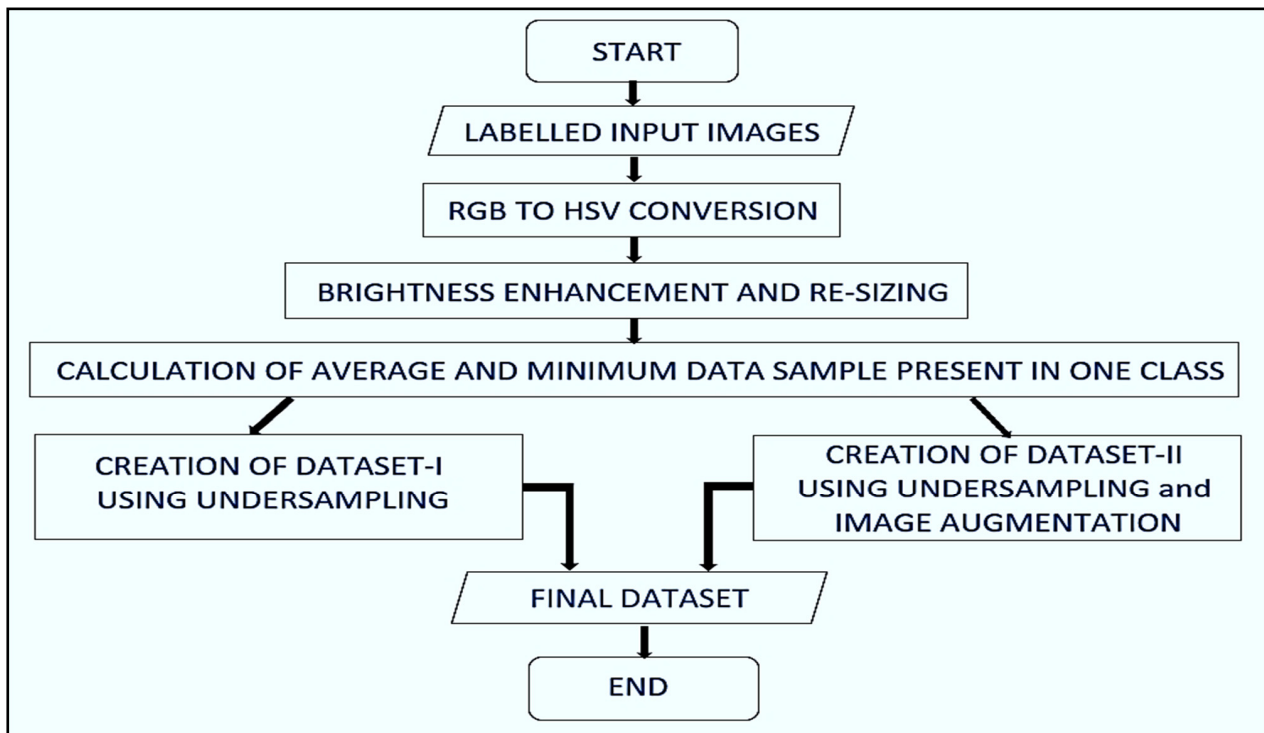 START
LABELLED INPUT IMAGES
RGB TO HSV CONVERSION
BRIGHTNESS ENHANCEMENT AND RE-SIZING
CALCULATION OF AVERAGE AND MINIMUM DATA SAMPLE PRESENT IN ONE CLASS
CREATION OF DATASET-I
USING UNDERSAMPLING
CREATION OF DATASET-II
USING UNDERSAMPLING and
IMAGE AUGMENTATION
FINAL DATASET
END